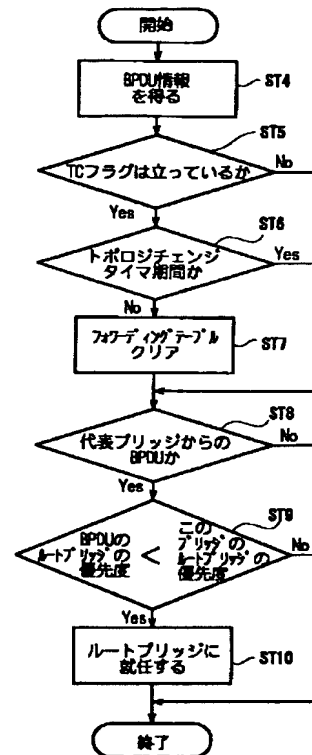 開始
BPDU情報
を得る
ST4
ST5
TCフラグは立っているか
No
Yes
ST6
トポロジチェンジ
タイマ期間か
Yes
No
フォワーディングテーブル
クリア
ST7
ST8
代表ブリッジからの
BPDUか
No
Yes
ST9
BPDUの
ルートブリッジの
優先度
<
この
ブリッジの
ルートブリッジの
優先度
No
Yes
ルートブリッジに
就任する
ST10
終了